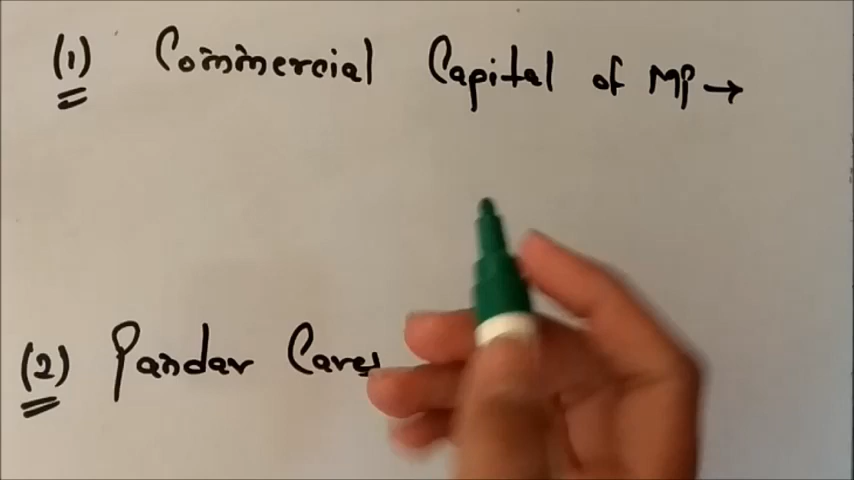 (1) Commercial Capital of MP →
(2) Pandav Caves